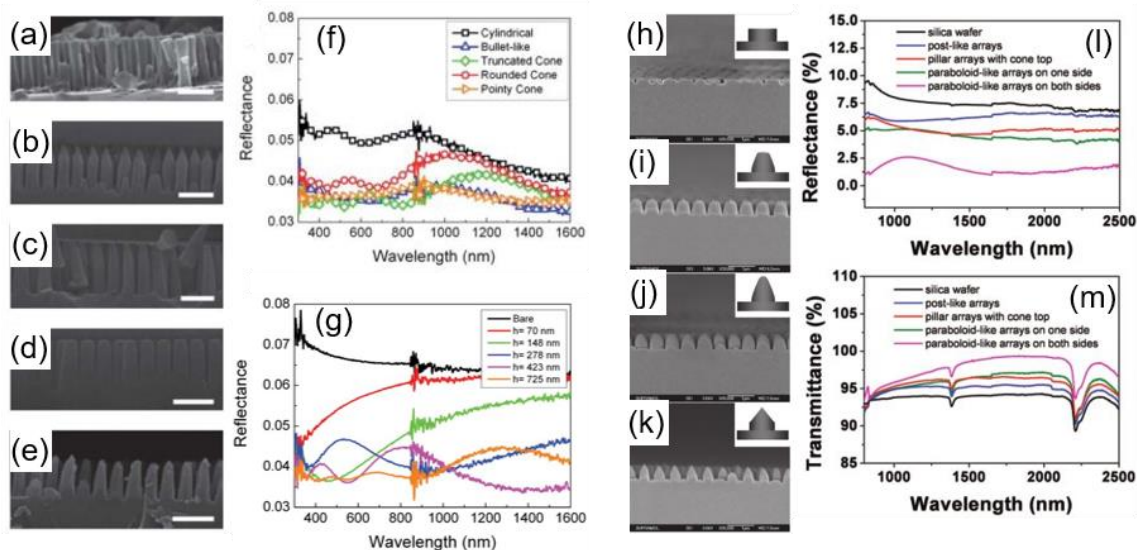 (a)
(b)
(c)
(d)
(e)
(f)
0.08
0.07
0.06
0.05
0.04
0.03
Reflectance
Cylindrical
Bullet-like
Truncated Cone
Rounded Cone
Pointy Cone
400 600 800 1000 1200 1400 1600
Wavelength (nm)
(g)
0.08
0.07
0.06
0.05
0.04
0.03
Reflectance
Bare
h= 70 nm
h= 148 nm
h= 278 nm
h= 423 nm
h= 725 nm
400 600 800 1000 1200 1400 1600
Wavelength (nm)
(h)
(i)
(j)
(k)
(l)
15.0
12.5
10.0
7.5
5.0
2.5
0.0
Reflectance (%)
silica wafer
post-like arrays
pillar arrays with cone top
paraboloid-like arrays on one side
paraboloid-like arrays on both sides
1000 1500 2000 2500
Wavelength (nm)
(m)
110
105
100
95
90
85
Transmittance (%)
silica wafer
post-like arrays
pillar arrays with cone top
paraboloid-like arrays on one side
paraboloid-like arrays on both sides
1000 1500 2000 2500
Wavelength (nm)